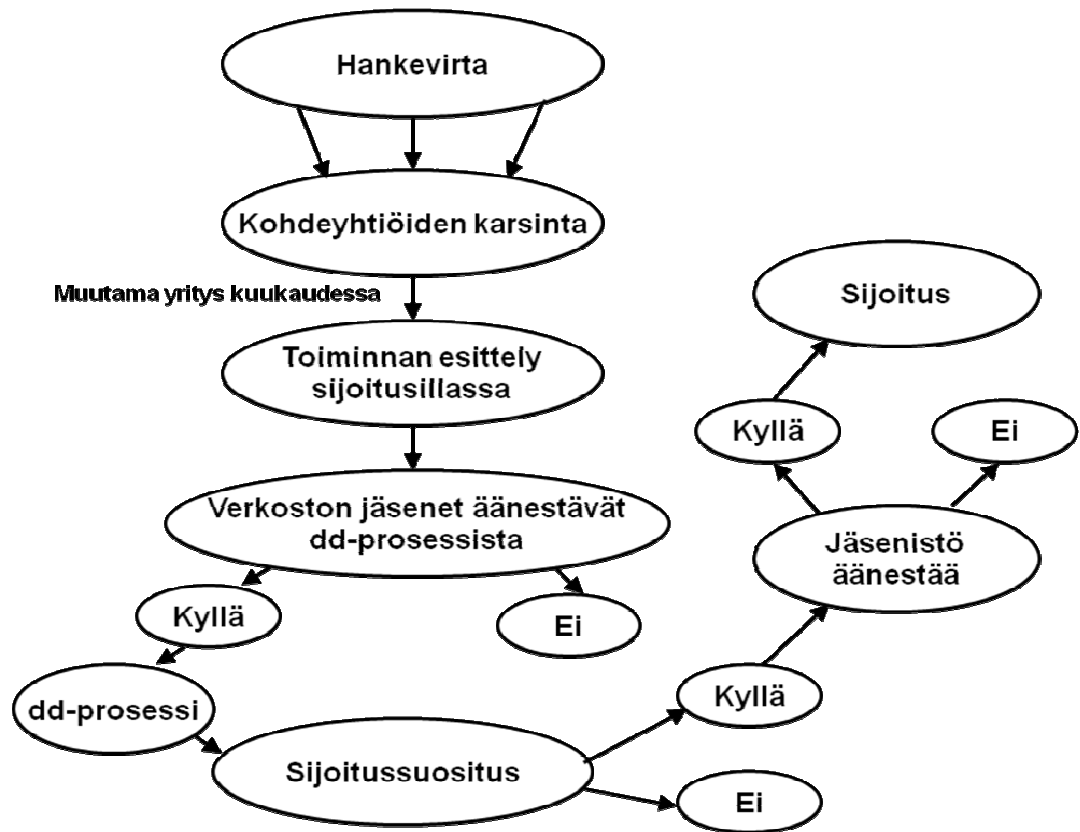 Hankevirta
Kohdeyhtiöiden karsinta
Muutama yritys kuukaudessa
Toiminnan esittely
sijoitusillassa
Verkoston jäsenet äänestävät
dd-prosessista
Kyllä
Ei
dd-prosessi
Sijoitussuositus
Kyllä
Ei
Jäsenistö
äänestää
Kyllä
Ei
Sijoitus